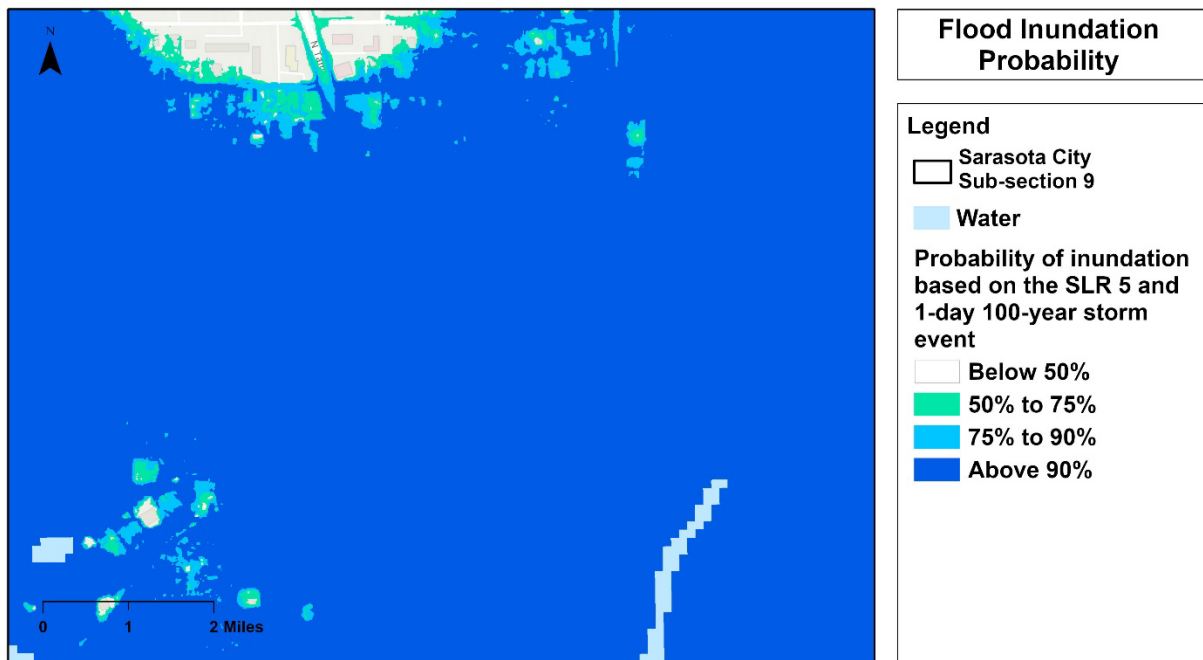 N
N Tam
0 1 2 Miles
Flood Inundation
Probability
Legend
Sarasota City
Sub-section 9
Water
Probability of inundation
based on the SLR 5 and
1-day 100-year storm
event
Below 50%
50% to 75%
75% to 90%
Above 90%